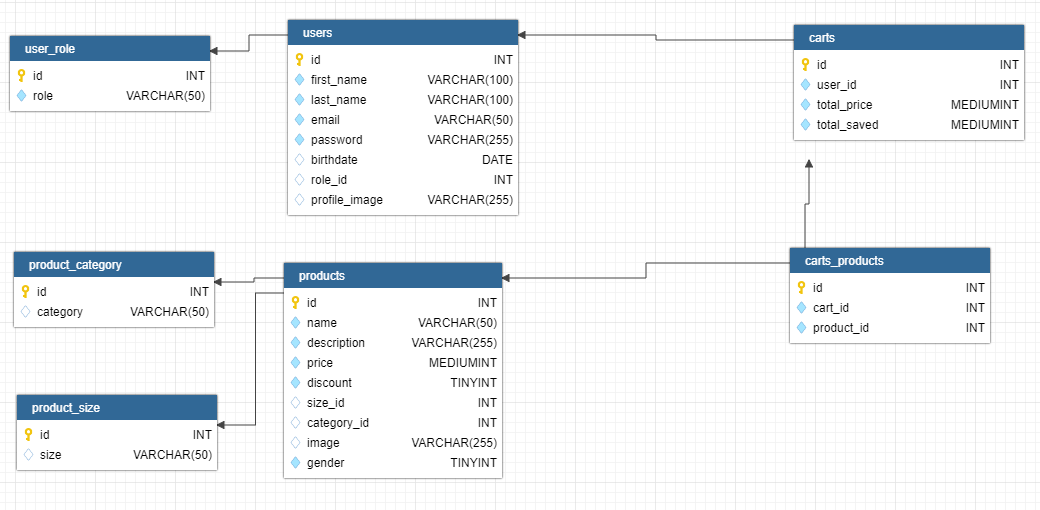 user_role
id INT
role VARCHAR(50)
users
id INT
first_name VARCHAR(100)
last_name VARCHAR(100)
email VARCHAR(50)
password VARCHAR(255)
birthdate DATE
role_id INT
profile_image VARCHAR(255)
carts
id INT
user_id INT
total_price MEDIUMINT
total_saved MEDIUMINT
product_category
id INT
category VARCHAR(50)
products
id INT
name VARCHAR(50)
description VARCHAR(255)
price MEDIUMINT
discount TINYINT
size_id INT
category_id INT
image VARCHAR(255)
gender TINYINT
carts_products
id INT
cart_id INT
product_id INT
product_size
id INT
size VARCHAR(50)